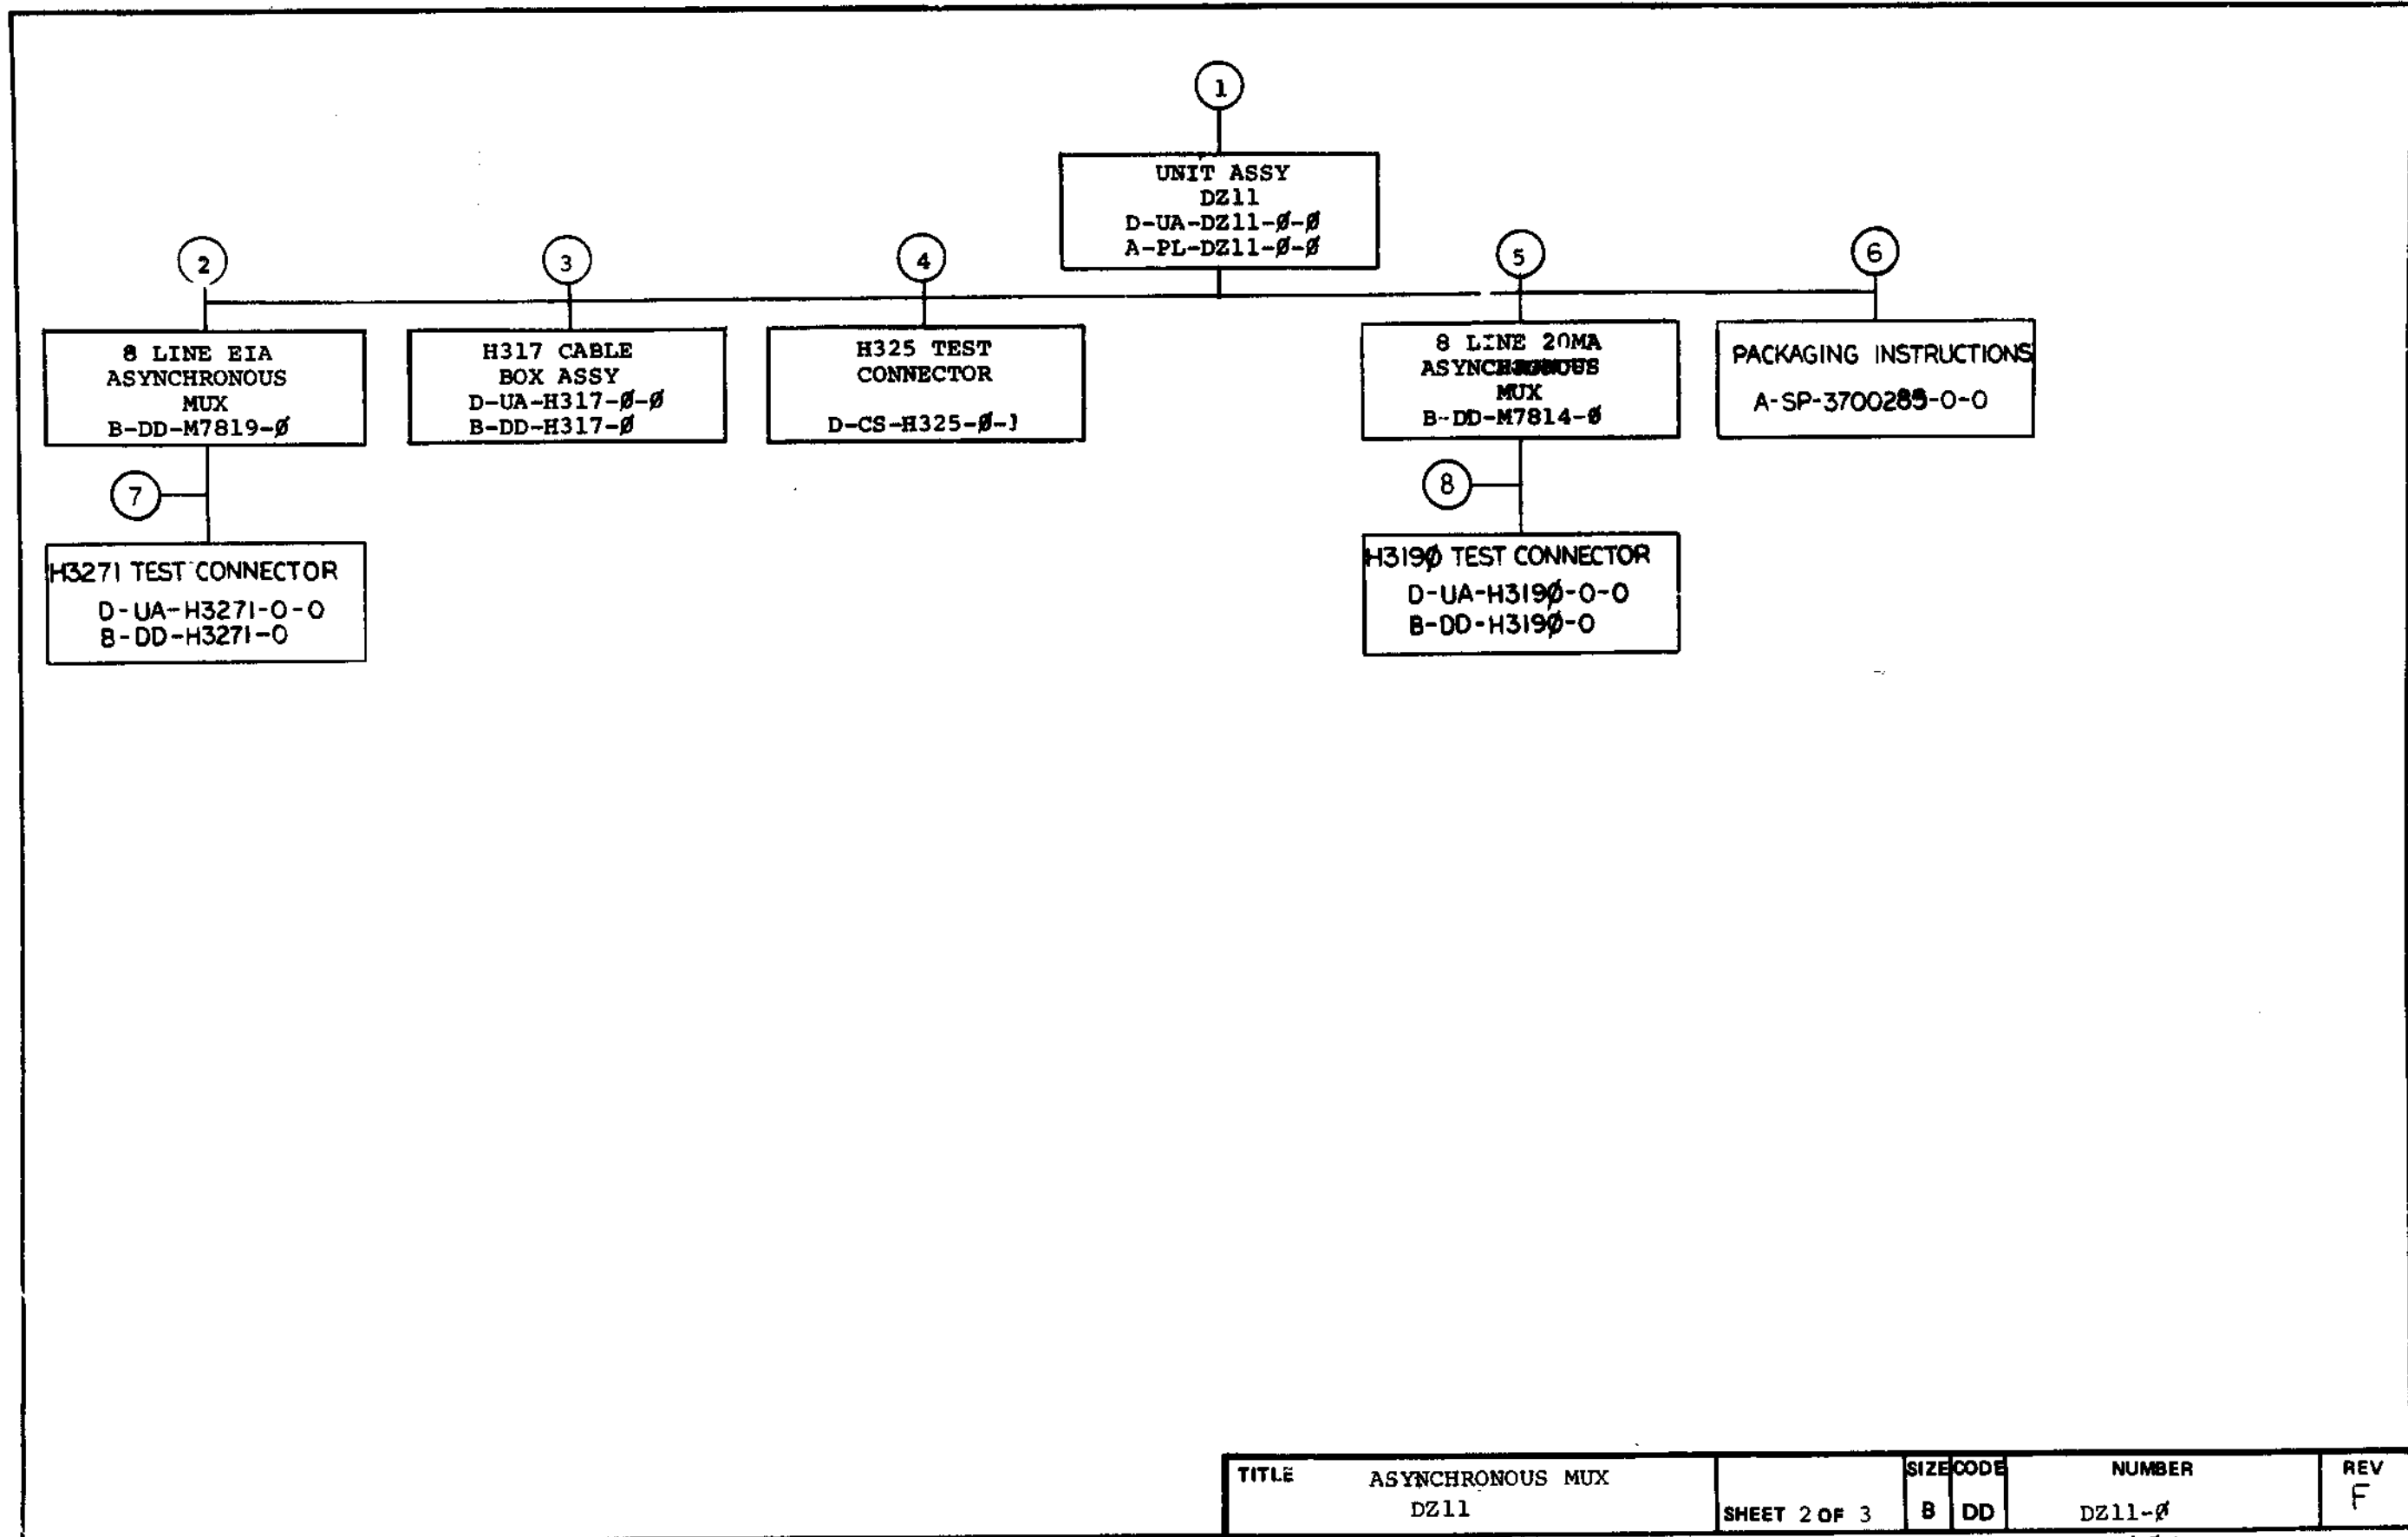 1
UNIT ASSY
DZ11
D-UA-DZ11-Ø-Ø
A-PL-DZ11-Ø-Ø
2
3
4
5
6
8 LINE EIA
ASYNCHRONOUS
MUX
B-DD-M7819-Ø
H317 CABLE
BOX ASSY
D-UA-H317-Ø-Ø
B-DD-H317-Ø
H325 TEST
CONNECTOR
D-CS-H325-Ø-1
8 LINE 20MA
ASYNCHRONOUS
MUX
B-DD-M7814-Ø
PACKAGING INSTRUCTIONS
A-SP-3700285-0-0
7
8
H3271 TEST CONNECTOR
D-UA-H3271-0-0
B-DD-H3271-0
H319Ø TEST CONNECTOR
D-UA-H319Ø-0-0
B-DD-H319Ø-0
TITLE
ASYNCHRONOUS MUX
DZ11
SHEET 2 OF 3
SIZE
B
CODE
DD
NUMBER
DZ11-Ø
REV
F